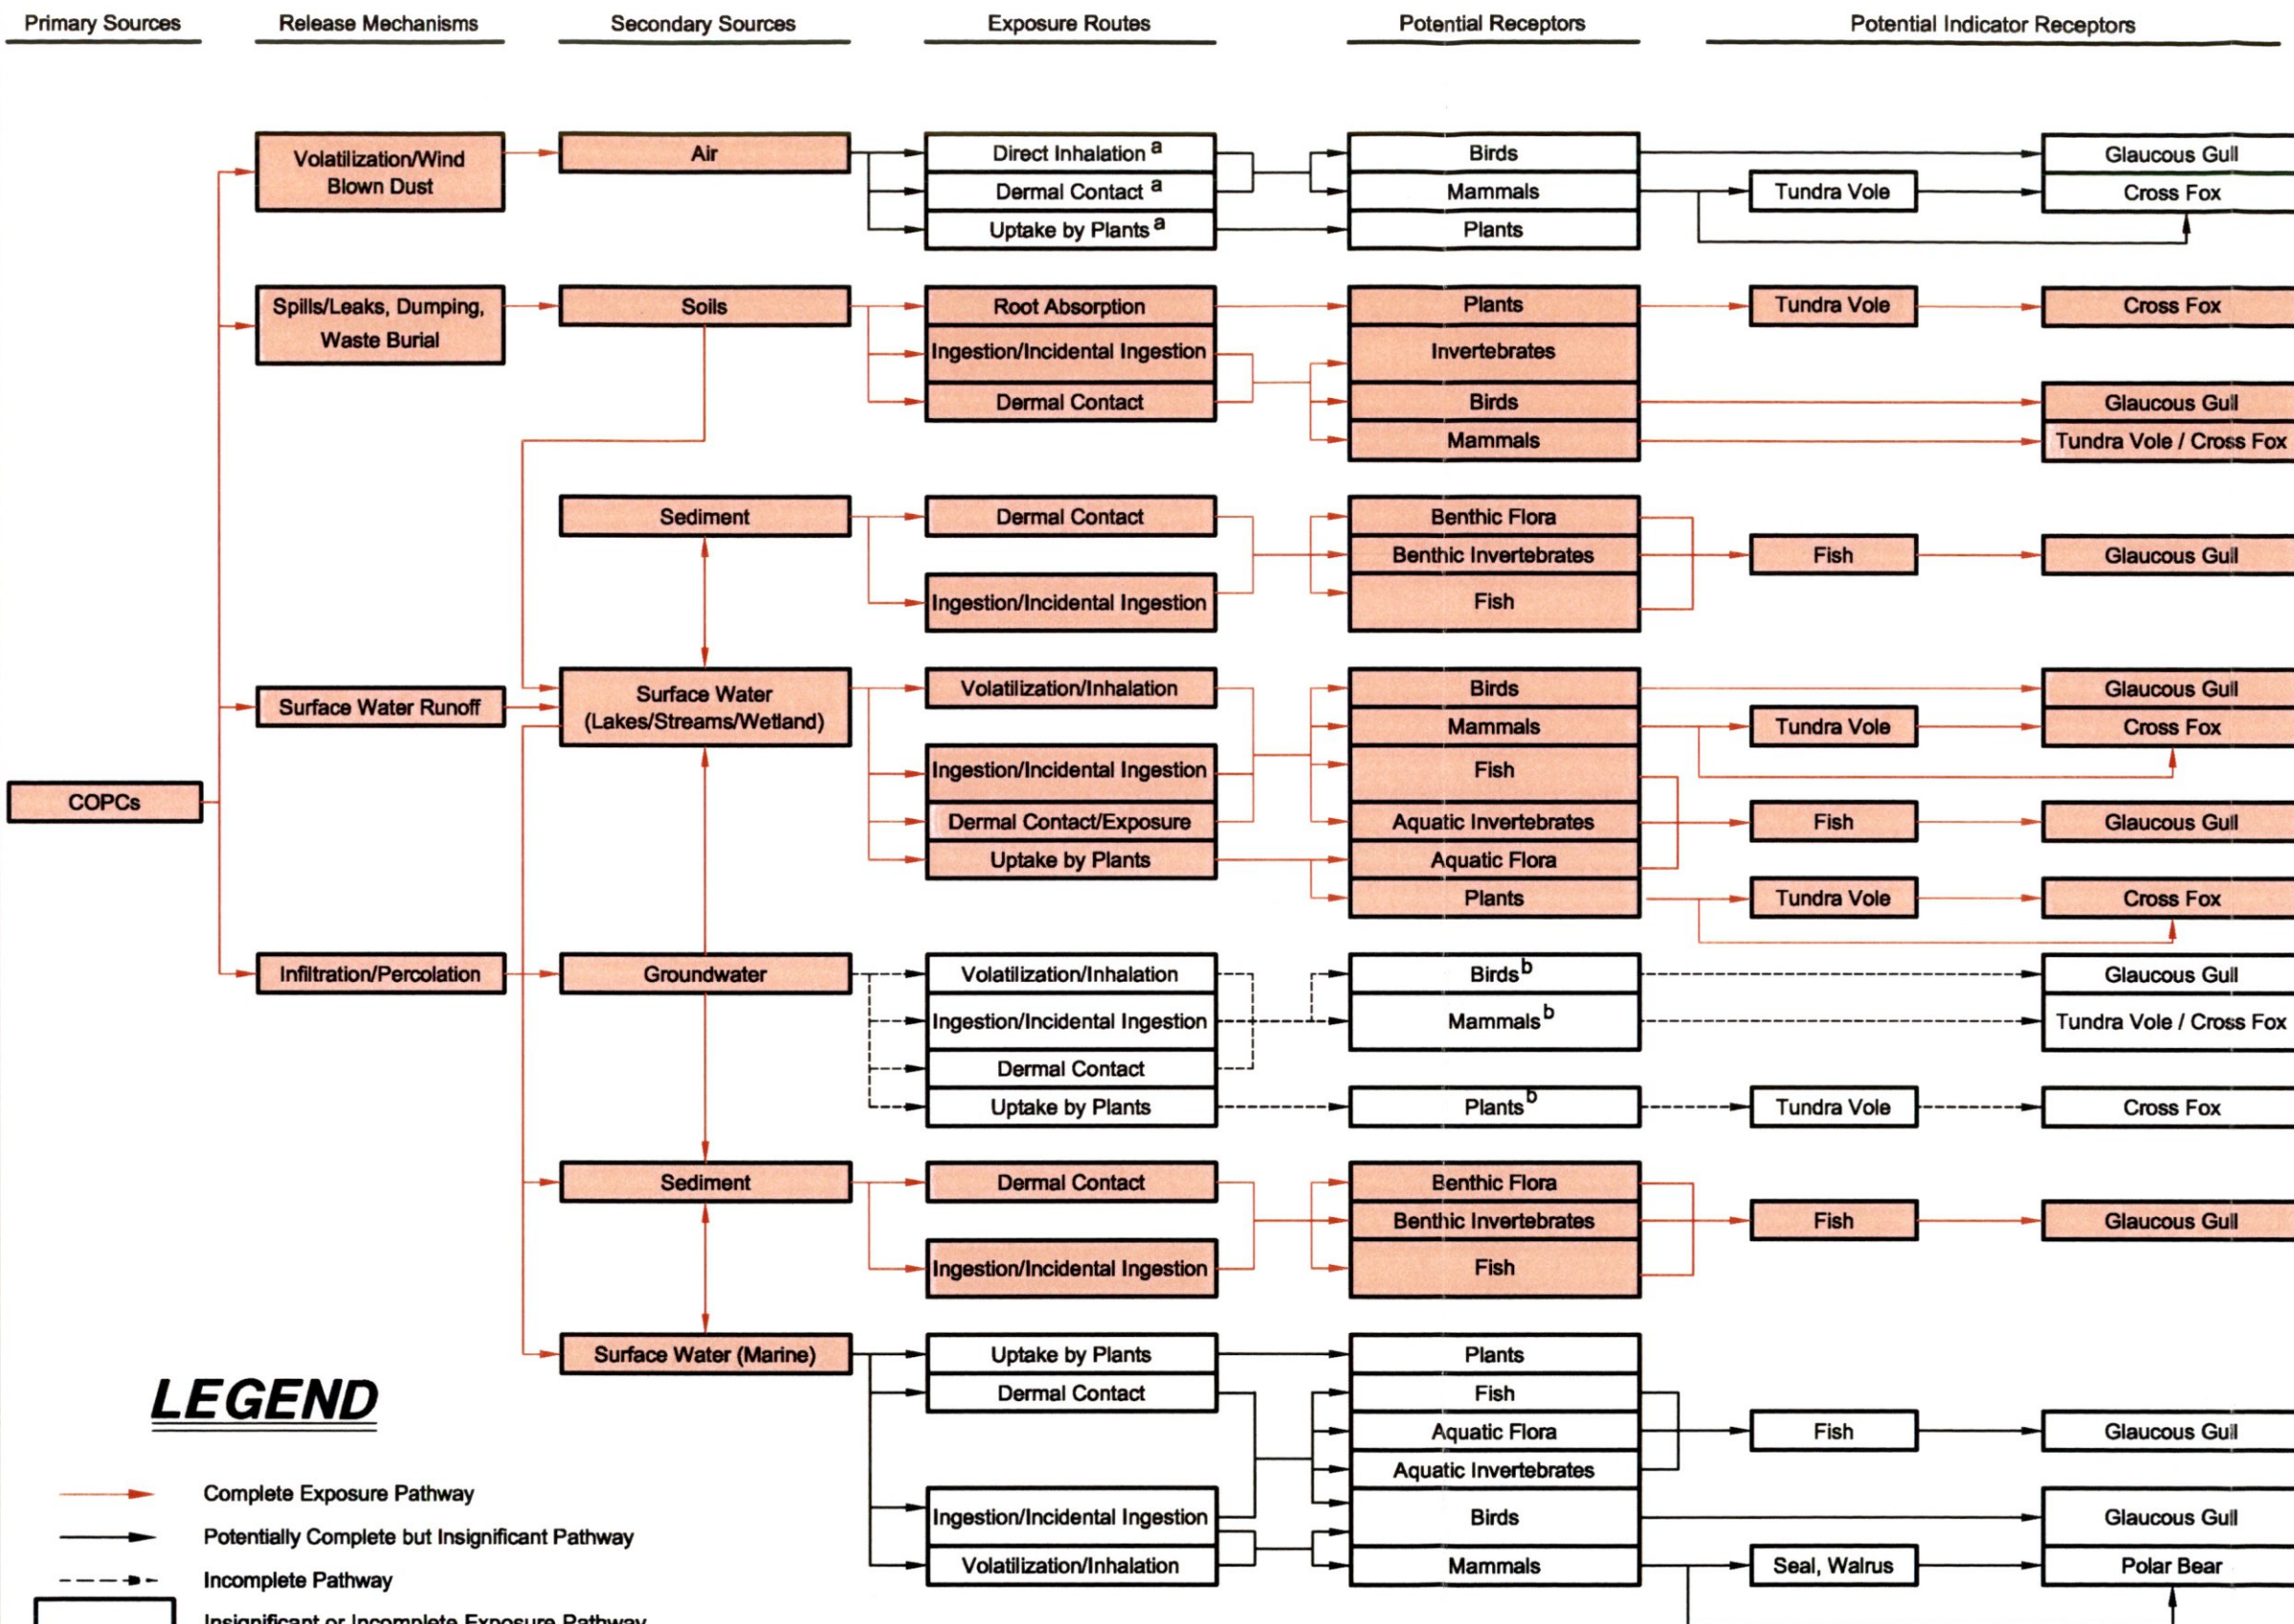 Primary Sources
Release Mechanisms
Secondary Sources
Exposure Routes
Potential Receptors
Potential Indicator Receptors
Volatilization/Wind
Blown Dust
Air
Direct Inhalation a
Dermal Contact a
Uptake by Plants a
Birds
Mammals
Plants
Tundra Vole
Glaucous Gull
Cross Fox
Spills/Leaks, Dumping,
Waste Burial
Soils
Root Absorption
Ingestion/Incidental Ingestion
Dermal Contact
Plants
Invertebrates
Birds
Mammals
Tundra Vole
Cross Fox
Glaucous Gull
Tundra Vole / Cross Fox
Sediment
Dermal Contact
Ingestion/Incidental Ingestion
Benthic Flora
Benthic Invertebrates
Fish
Fish
Glaucous Gull
COPCs
Surface Water Runoff
Surface Water
(Lakes/Streams/Wetland)
Volatilization/Inhalation
Ingestion/Incidental Ingestion
Dermal Contact/Exposure
Uptake by Plants
Birds
Mammals
Fish
Aquatic Invertebrates
Aquatic Flora
Plants
Tundra Vole
Fish
Tundra Vole
Glaucous Gull
Cross Fox
Glaucous Gull
Cross Fox
Infiltration/Percolation
Groundwater
Volatilization/Inhalation
Ingestion/Incidental Ingestion
Dermal Contact
Uptake by Plants
Birds b
Mammals b
Plants b
Tundra Vole
Glaucous Gull
Tundra Vole / Cross Fox
Cross Fox
Sediment
Dermal Contact
Ingestion/Incidental Ingestion
Benthic Flora
Benthic Invertebrates
Fish
Fish
Glaucous Gull
Surface Water (Marine)
Uptake by Plants
Dermal Contact
Ingestion/Incidental Ingestion
Volatilization/Inhalation
Plants
Fish
Aquatic Flora
Aquatic Invertebrates
Birds
Mammals
Fish
Seal, Walrus
Glaucous Gull
Glaucous Gull
Polar Bear
LEGEND
Complete Exposure Pathway
Potentially Complete but Insignificant Pathway
Incomplete Pathway
Insignificant or Incomplete Exposure Pathway